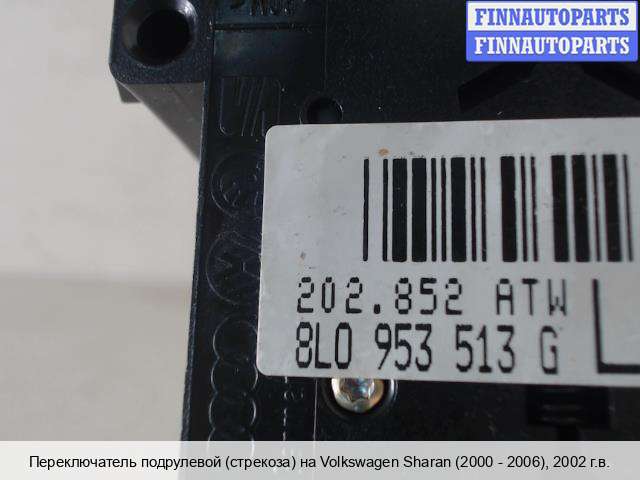 FINNAUTOPARTS
FINNAUTOPARTS
202.852 ATW
8L0 953 513 G
Переключатель подрулевой (стрекоза) на Volkswagen Sharan (2000 - 2006), 2002 г.в.